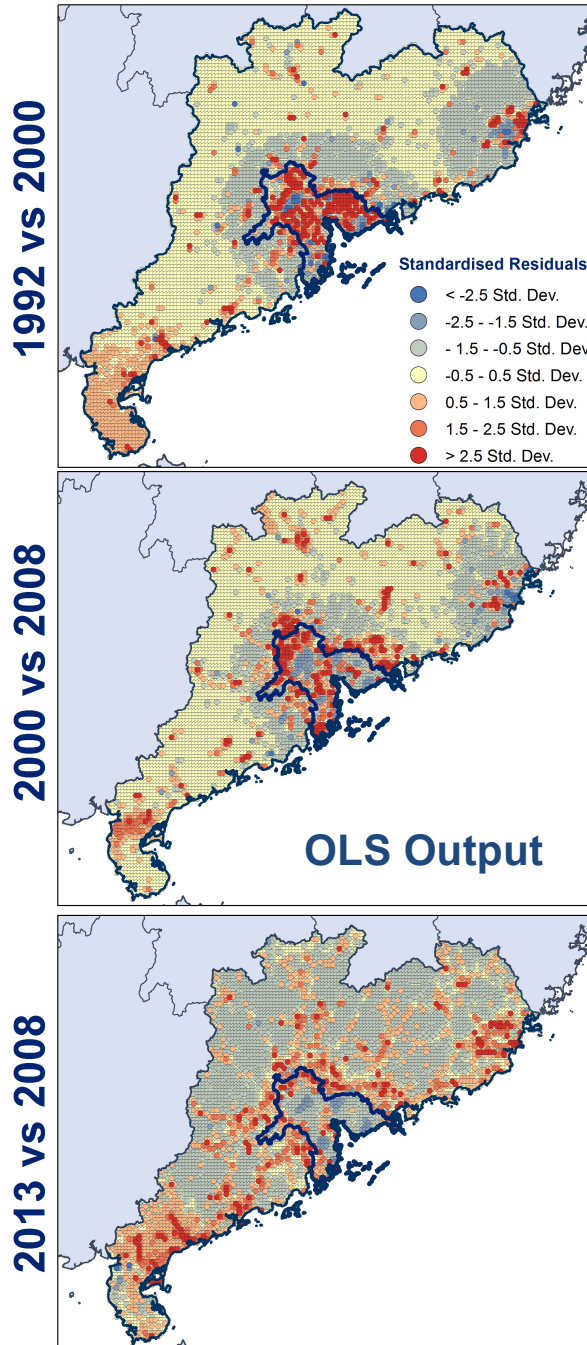 1992 vs 2000
Standardised Residuals
< -2.5 Std. Dev.
-2.5 - -1.5 Std. Dev.
- 1.5 - -0.5 Std. Dev.
-0.5 - 0.5 Std. Dev.
0.5 - 1.5 Std. Dev.
1.5 - 2.5 Std. Dev.
> 2.5 Std. Dev.
2000 vs 2008
OLS Output
2013 vs 2008